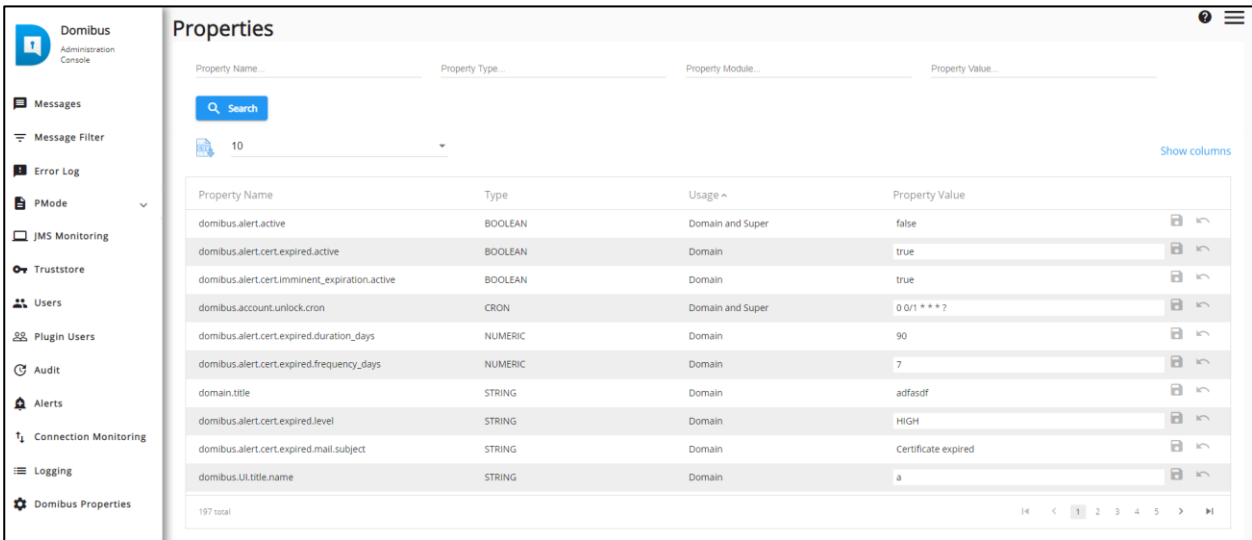 Domibus
Administration
Console
Messages
Message Filter
Error Log
PMode
JMS Monitoring
Truststore
Users
Plugin Users
Audit
Alerts
Connection Monitoring
Logging
Domibus Properties
Properties
Property Name... Property Type... Property Module... Property Value...
Search
10
Show columns
Property Name Type Usage Property Value
domibus.alert.active BOOLEAN Domain and Super false
domibus.alert.cert.expired.active BOOLEAN Domain true
domibus.alert.cert.imminent_expiration.active BOOLEAN Domain true
domibus.account.unlock.cron CRON Domain and Super 0 0/1 * * * ?
domibus.alert.cert.expired.duration_days NUMERIC Domain 90
domibus.alert.cert.expired.frequency_days NUMERIC Domain 7
domain.title STRING Domain adfasdf
domibus.alert.cert.expired.level STRING Domain HIGH
domibus.alert.cert.expired.mail.subject STRING Domain Certificate expired
domibus.UI.title.name STRING Domain a
197 total 1 2 3 4 5